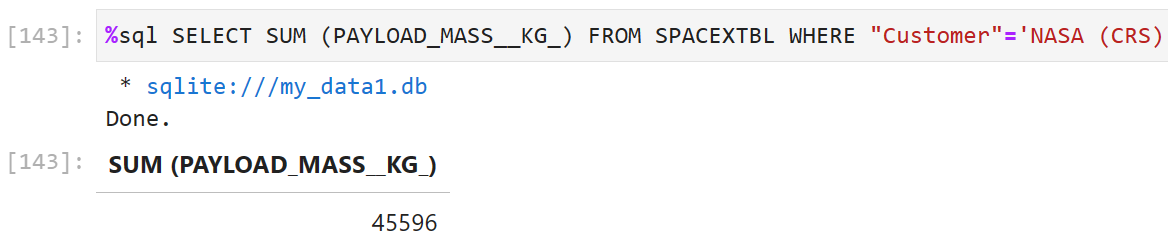 [143]: %sql SELECT SUM (PAYLOAD_MASS__KG_) FROM SPACEXTBL WHERE "Customer"='NASA (CRS)
* sqlite:///my_data1.db
Done.
[143]: SUM (PAYLOAD_MASS__KG_)
45596